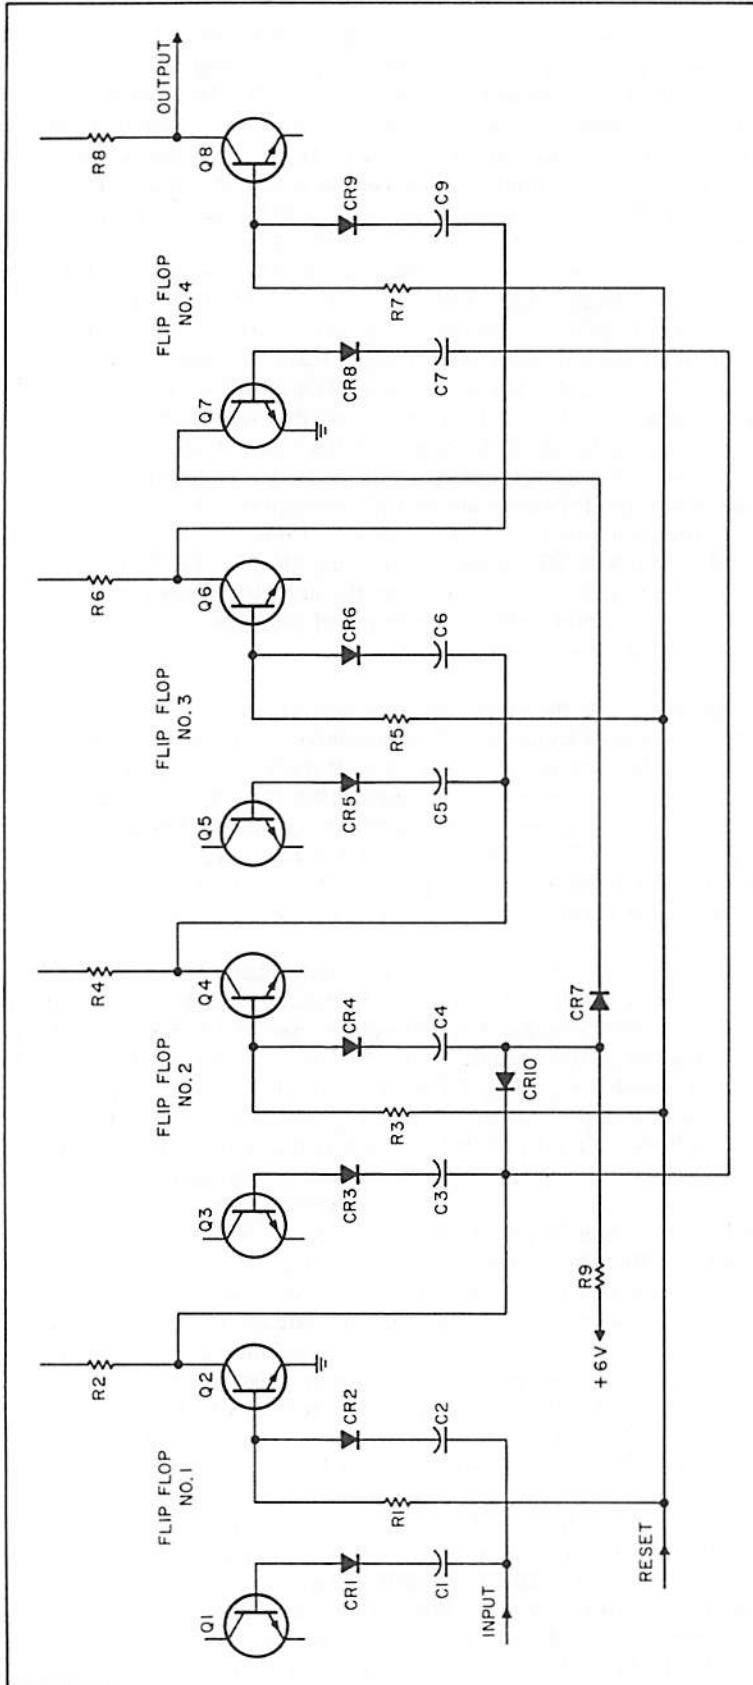 OUTPUT
R8
Q8
CR9
C9
FLIP FLOP
NO. 4
R7
Q7
CR8
C7
R6
Q6
CR6
C6
FLIP FLOP
NO. 3
R5
Q5
CR5
C5
R4
Q4
CR4
C4
CR7
CR10
FLIP FLOP
NO. 2
R3
Q3
CR3
C3
R9
+6V
R2
Q2
CR2
C2
FLIP FLOP
NO. 1
R1
Q1
CR1
C1
INPUT
RESET